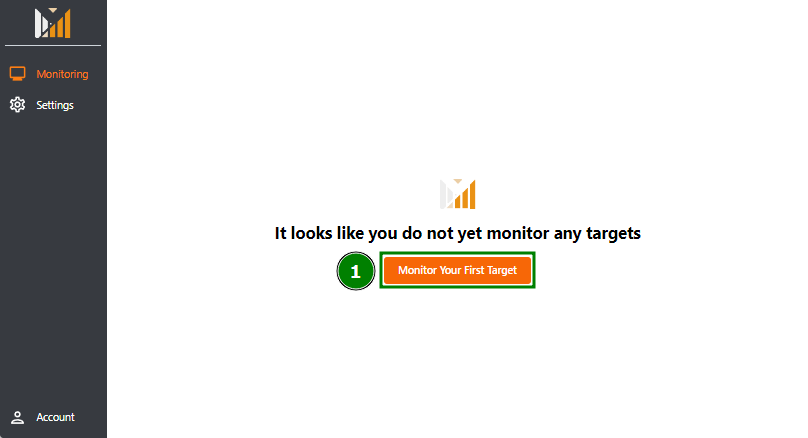 Monitoring
Settings
It looks like you do not yet monitor any targets
1
Monitor Your First Target
Account